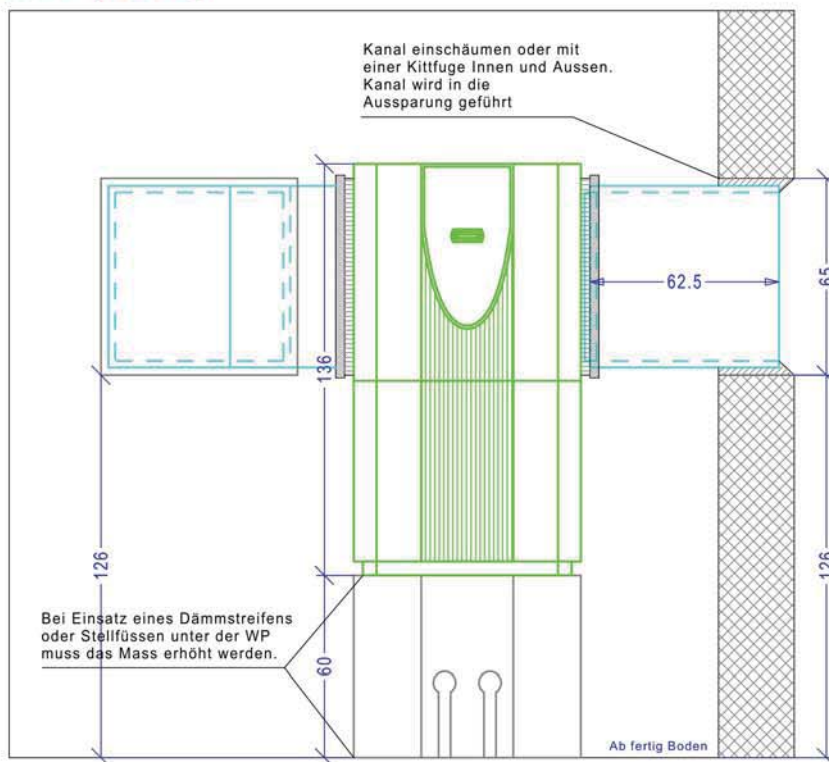 Kanal einschäumen oder mit
einer Kittfuge Innen und Aussen.
Kanal wird in die
Aussparung geführt
62.5
65
136
126
126
Bei Einsatz eines Dämmstreifens
oder Stellfüssen unter der WP
muss das Mass erhöht werden.
60
Ab fertig Boden